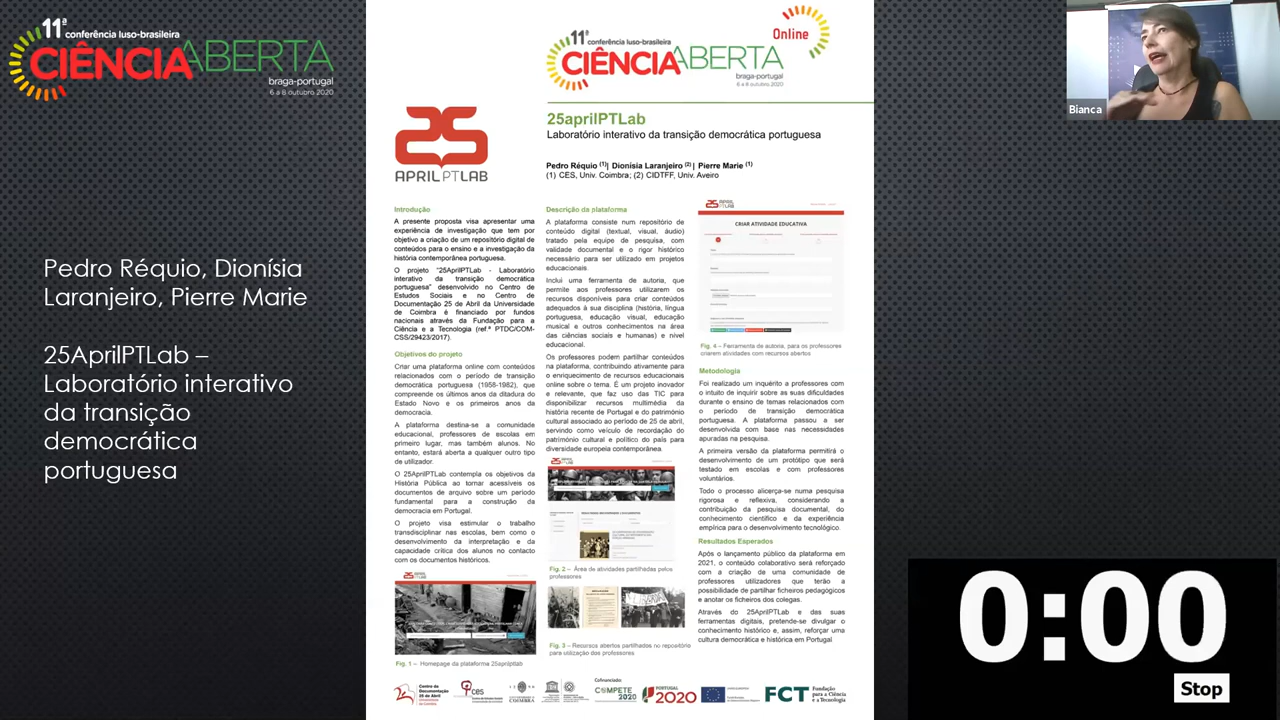 11ª
conferência luso-brasileira
CIÊNCIAABERTA
braga-portugal
6 a 8 outubro 2020
Pedro Réquio, Dionísia
Laranjeiro, Pierre Marie
25AprilPTLab –
Laboratório interativo
da transição
democrática
portuguesa
Online
11ª
conferência luso-brasileira
CIÊNCIAABERTA
braga-portugal
6 a 8 outubro 2020
APRILPTLAB
25aprilPTLab
Laboratório interativo da transição democrática portuguesa
Pedro Réquio (1)| Dionísia Laranjeiro (2) | Pierre Marie (1)
(1) CES, Univ. Coimbra; (2) CIDTFF, Univ. Aveiro
Introdução
A presente proposta visa apresentar uma
experiência de investigação que tem por
objetivo a criação de um repositório digital de
conteúdos para o ensino e a investigação da
história contemporânea portuguesa.
O projeto "25AprilPTLab - Laboratório
interativo da transição democrática
portuguesa" desenvolvido no Centro de
Estudos Sociais e no Centro de
Documentação 25 de Abril da Universidade
de Coimbra é financiado por fundos
nacionais através da Fundação para a
Ciência e a Tecnologia (ref.ª PTDC/COM-
CSS/29423/2017).
Objetivos do projeto
Criar uma plataforma online com conteúdos
relacionados com o período de transição
democrática portuguesa (1958-1982), que
compreende os últimos anos da ditadura do
Estado Novo e os primeiros anos da
democracia.
A plataforma destina-se a comunidade
educacional, professores de escolas em
primeiro lugar, mas também alunos. No
entanto, estará aberta a qualquer outro tipo
de utilizador.
O 25AprilPTLab contempla os objetivos da
História Pública ao tornar acessíveis os
documentos de arquivo sobre um período
fundamental para a construção da
democracia em Portugal.
O projeto visa estimular o trabalho
transdisciplinar nas escolas, bem como o
desenvolvimento da interpretação e da
capacidade crítica dos alunos no contacto
com os documentos históricos.
Fig. 1 – Homepage da plataforma 25aprilptlab
Descrição da plataforma
A plataforma consiste num repositório de
conteúdo digital (textual, visual, áudio)
tratado pela equipe de pesquisa, com
validade documental e o rigor histórico
necessário para ser utilizado em projetos
educacionais.
Inclui uma ferramenta de autoria, que
permite aos professores utilizarem os
recursos disponíveis para criar conteúdos
adequados à sua disciplina (história, língua
portuguesa, educação visual, educação
musical e outros conhecimentos na área
das ciências sociais e humanas) e nível
educacional.
Os professores podem partilhar conteúdos
na plataforma, contribuindo ativamente para
o enriquecimento de recursos educacionais
online sobre o tema. É um projeto inovador
e relevante, que faz uso das TIC para
disponibilizar recursos multimédia da
história recente de Portugal e do património
cultural associado ao período de 25 de abril,
servindo como veículo de recordação do
património cultural e político do país para
diversidade europeia contemporânea.
Fig. 2 – Área de atividades partilhadas pelos
professores
Fig. 3 – Recursos abertos partilhados no repositório
para utilização dos professores
APRIL
PTLAB
CRIAR ATIVIDADE EDUCATIVA
Fig. 4 – Ferramenta de autoria, para os professores
criarem atividades com recursos abertos
Metodologia
Foi realizado um inquérito a professores com
o intuito de inquirir sobre as suas dificuldades
durante o ensino de temas relacionados com
o período de transição democrática
portuguesa. A plataforma passou a ser
desenvolvida com base nas necesidades
apuradas na pesquisa.
A primeira versão da plataforma permitirá o
desenvolvimento de um protótipo que será
testado em escolas e com professores
voluntários.
Todo o processo alicerça-se numa pesquisa
rigorosa e reflexiva, considerando a
contribuição da pesquisa documental, do
conhecimento científico e da experiência
empírica para o desenvolvimento tecnológico.
Resultados Esperados
Após o lançamento público da plataforma em
2021, o conteúdo colaborativo será reforçado
com a criação de uma comunidade de
professores utilizadores que terão a
possibilidade de partilhar ficheiros pedagógicos
e anotar os ficheiros dos colegas.
Através do 25AprilPTLab e das suas
ferramentas digitais, pretende-se divulgar o
conhecimento histórico e, assim, reforçar uma
cultura democrática e histórica em Portugal
Centro de
Documentação
25 de Abril
ces
COIMBRA
Cofinanciado:
COMPETE
2020
PORTUGAL
2020
FCT
Fundação
para a Ciência
e a Tecnologia
Bianca
0:00
Stop